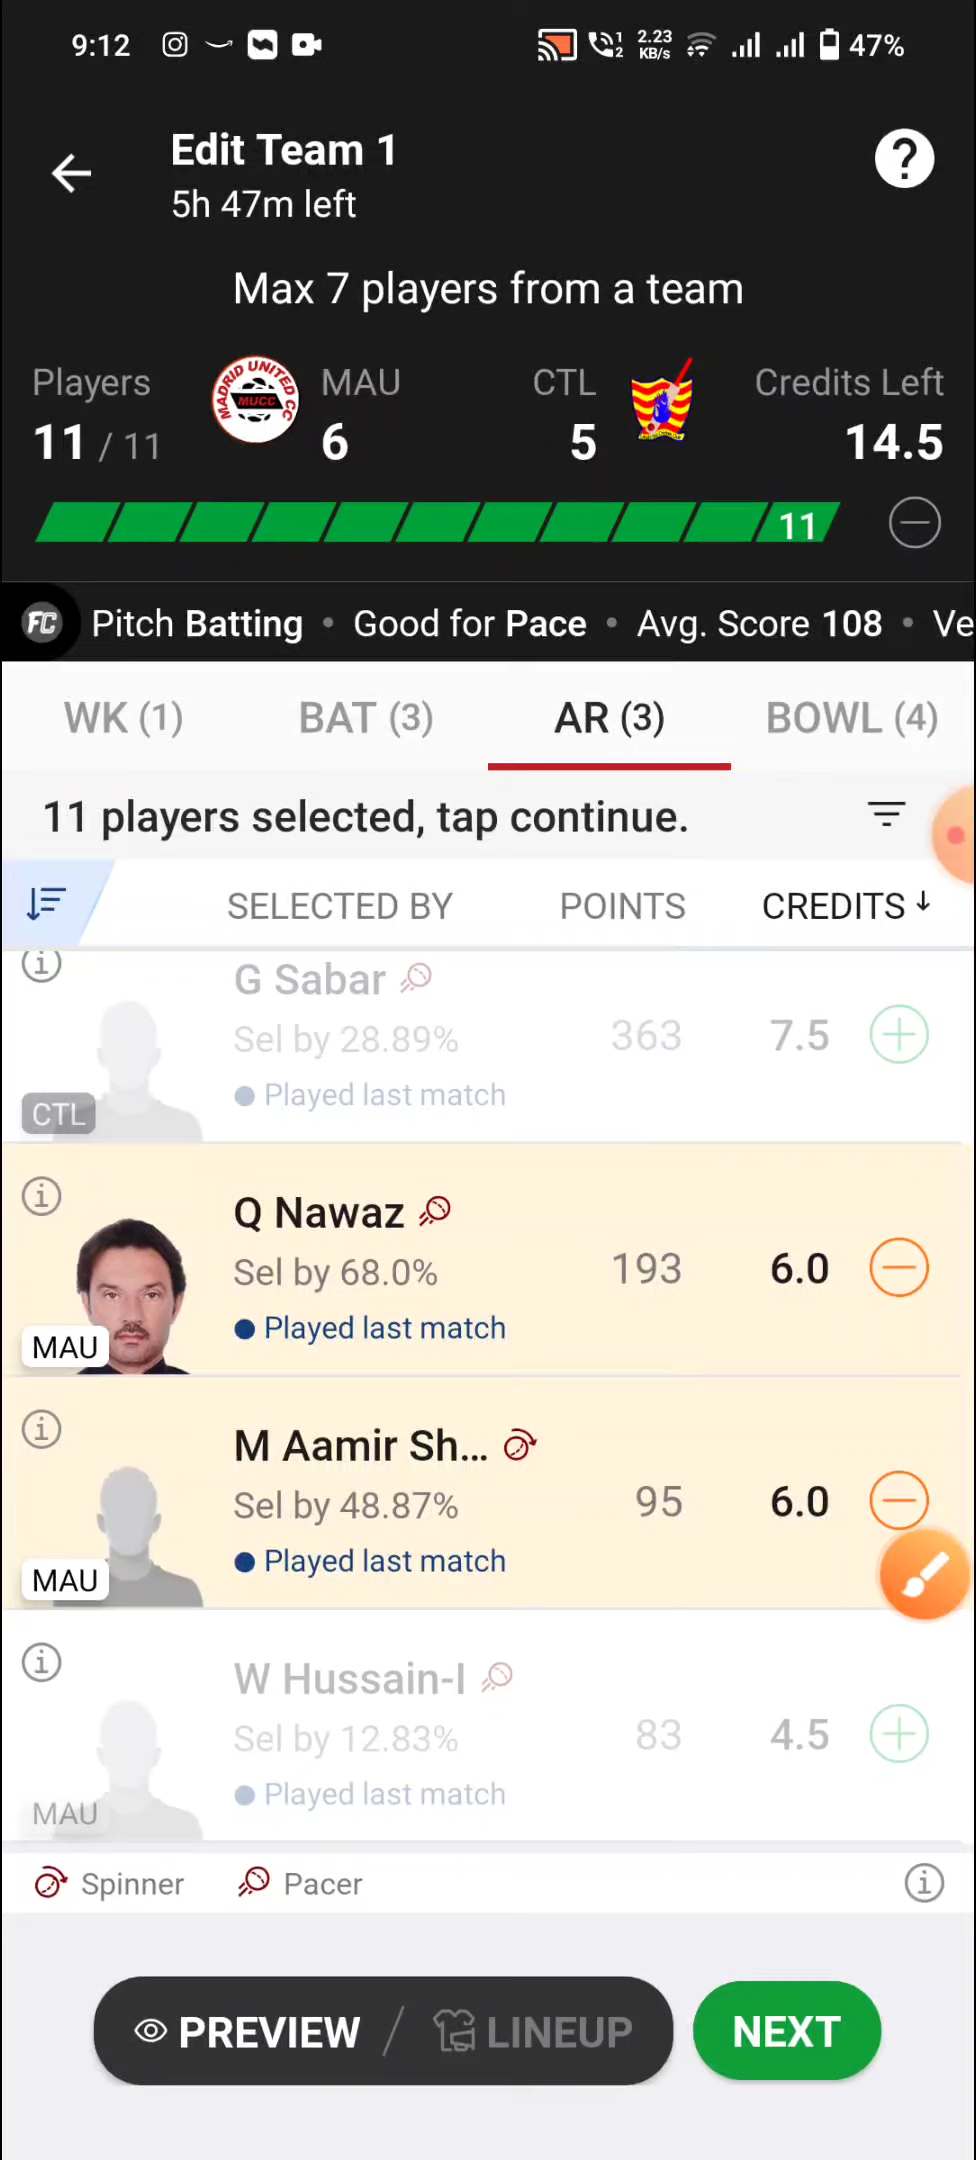 9:12
2.23
KB/s
47%
Edit Team 1
5h 47m left
?
Max 7 players from a team
Players
MADRID UNITED CC
MUCC
MAU
CTL
Credits Left
11 / 11
6
5
14.5
11
FC Pitch Batting • Good for Pace • Avg. Score 108 • Ve
WK (1)
BAT (3)
AR (3)
BOWL (4)
11 players selected, tap continue.
SELECTED BY
POINTS
CREDITS ↓
G Sabar
Sel by 28.89%
363
7.5
Played last match
CTL
Q Nawaz
Sel by 68.0%
193
6.0
Played last match
MAU
M Aamir Sh...
Sel by 48.87%
95
6.0
Played last match
MAU
W Hussain-I
Sel by 12.83%
83
4.5
Played last match
MAU
Spinner
Pacer
PREVIEW / LINEUP
NEXT